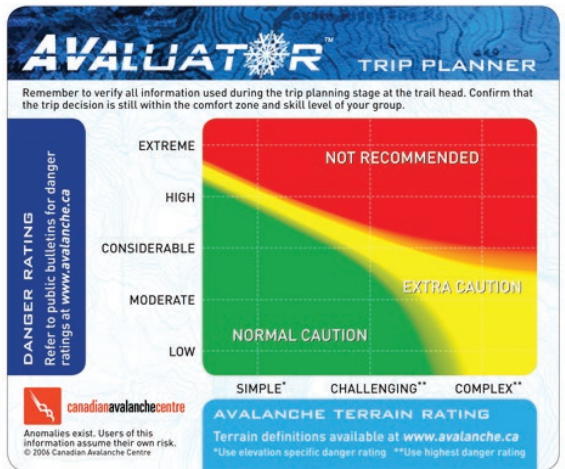 AVALUATOR™ TRIP PLANNER
Remember to verify all information used during the trip planning stage at the trail head. Confirm that
the trip decision is still within the comfort zone and skill level of your group.
DANGER RATING
Refer to public bulletins for danger
ratings at www.avalanche.ca
EXTREME
HIGH
CONSIDERABLE
MODERATE
LOW
NOT RECOMMENDED
EXTRA CAUTION
NORMAL CAUTION
SIMPLE* CHALLENGING** COMPLEX**
canadianavalanchecentre
Anomalies exist. Users of this
information assume their own risk.
© 2006 Canadian Avalanche Centre
AVALANCHE TERRAIN RATING
Terrain definitions available at www.avalanche.ca
*Use elevation specific danger rating **Use highest danger rating